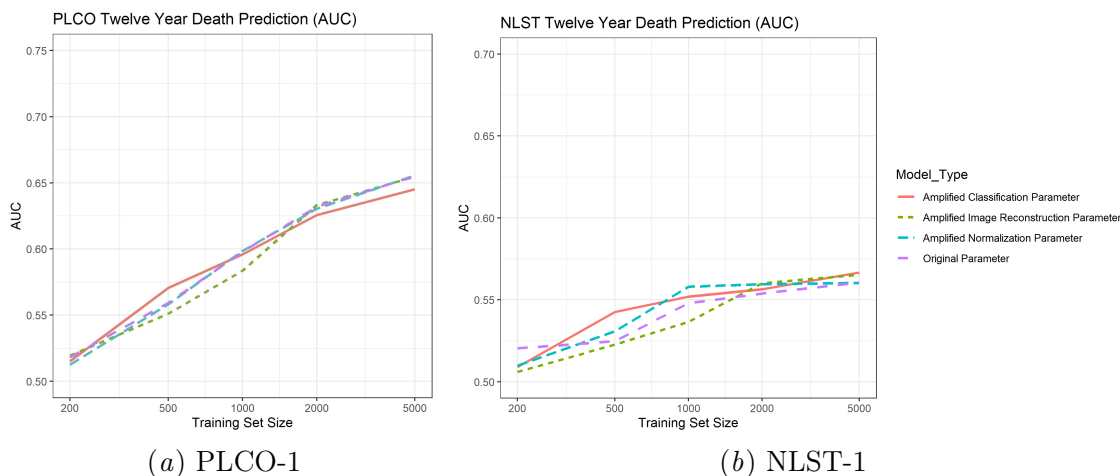 PLCO Twelve Year Death Prediction (AUC)
0.75
0.70
0.65
0.60
0.55
0.50
AUC
200 500 1000 2000 5000
Training Set Size
(a) PLCO-1
NLST Twelve Year Death Prediction (AUC)
0.70
0.65
0.60
0.55
0.50
AUC
200 500 1000 2000 5000
Training Set Size
(b) NLST-1
Model_Type
Amplified Classification Parameter
Amplified Image Reconstruction Parameter
Amplified Normalization Parameter
Original Parameter